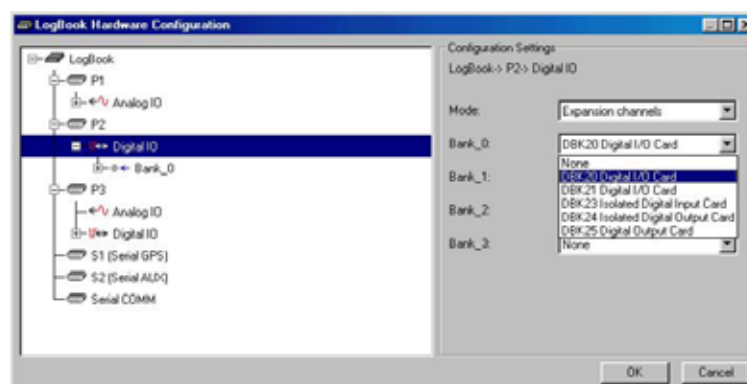 LogBook Hardware Configuration
LogBook
P1
Analog IO
P2
Digital IO
Bank_0
P3
Analog IO
Digital IO
S1 (Serial GPS)
S2 (Serial AUX)
Serial COMM
Configuration Settings
LogBook-> P2-> Digital IO
Mode: Expansion channels
Bank_0: DBK20 Digital I/O Card
None
DBK20 Digital I/O Card
Bank_1: DBK21 Digital I/O Card
DBK23 Isolated Digital Input Card
Bank_2: DBK24 Isolated Digital Output Card
DBK25 Digital Output Card
Bank_3: None
OK Cancel